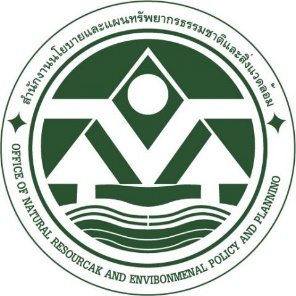 สำนักงานนโยบายและแผนทรัพยากรธรรมชาติและสิ่งแวดล้อม
OFFICE OF NATURAL RESOURCAK AND ENVIBONMENAL POLICY AND PLANNINO